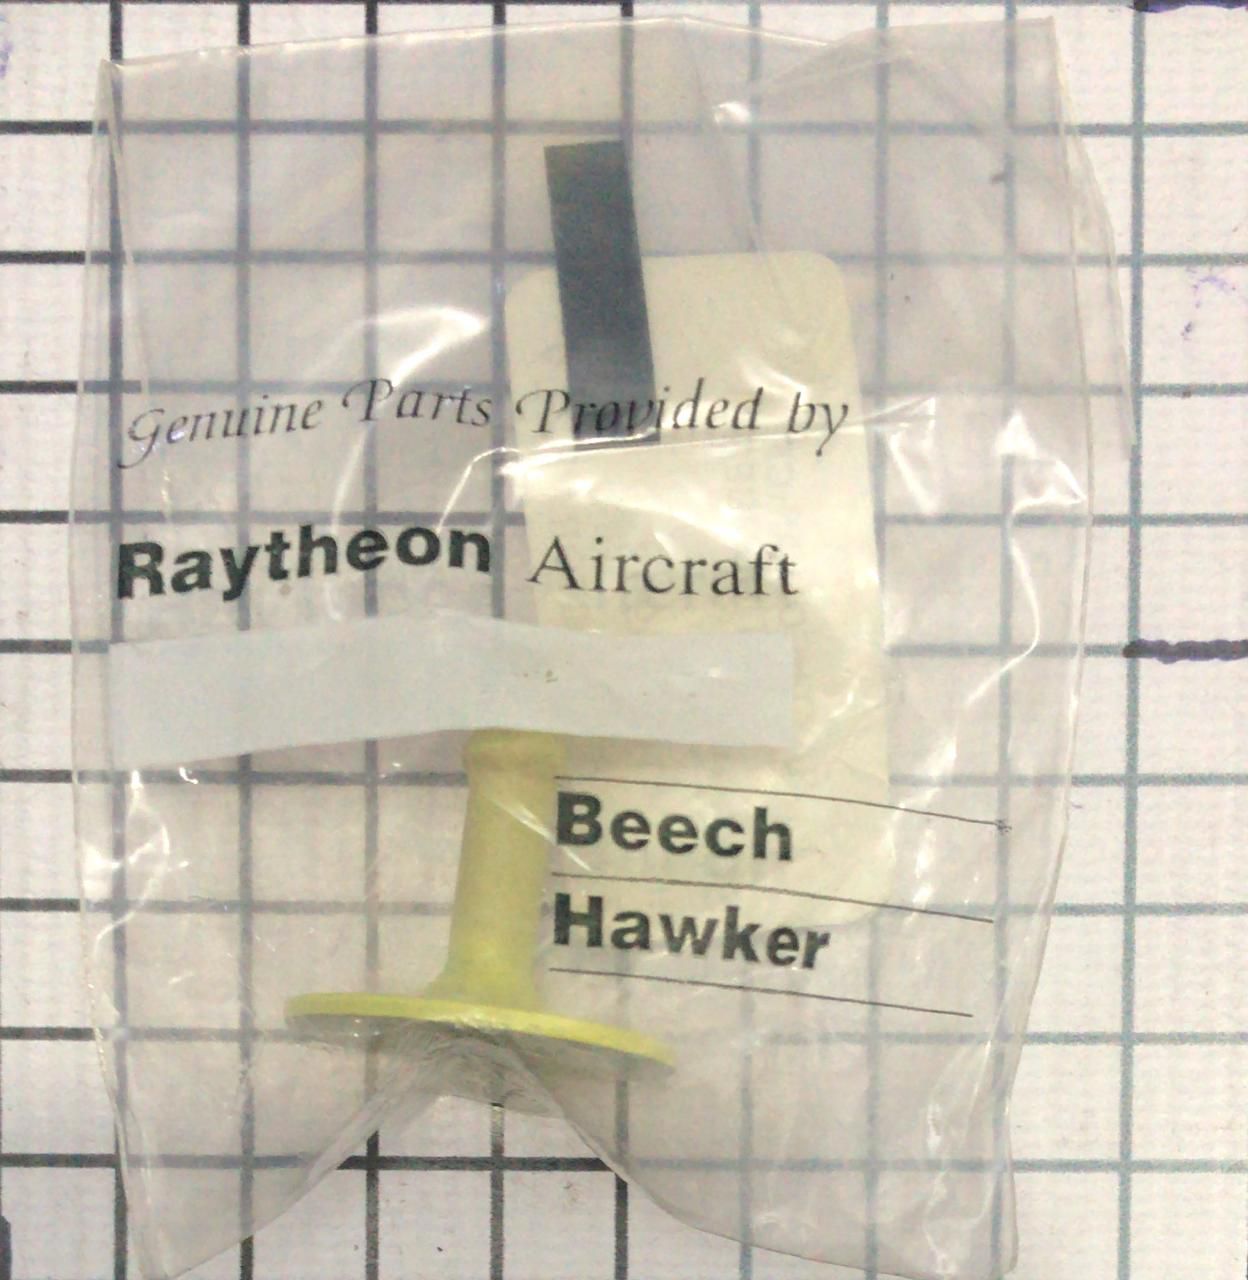 Genuine Parts Provided by
Raytheon Aircraft
Beech
Hawker